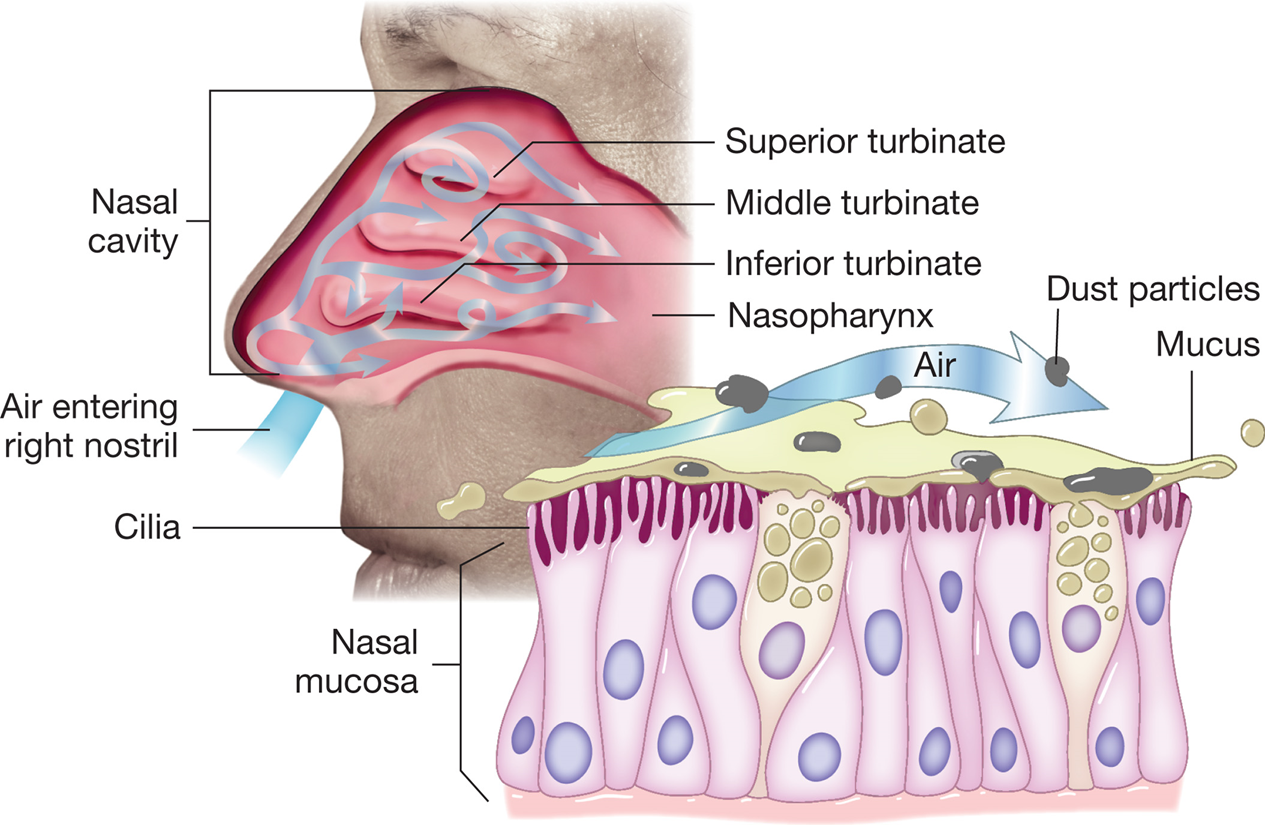 Superior turbinate
Middle turbinate
Inferior turbinate
Nasopharynx
Nasal
cavity
Dust particles
Mucus
Air
Air entering
right nostril
Cilia
Nasal
mucosa